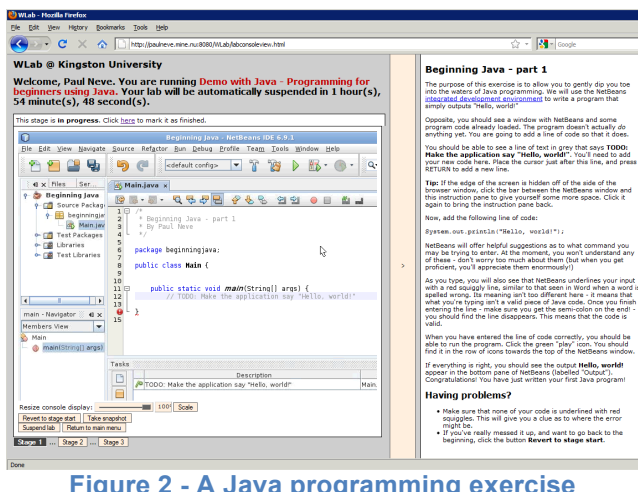 WLab - Mozilla Firefox
File Edit View History Bookmarks Tools Help
http://paulneve.mine.nu:8080/WLab/labconsoleview.html
Google
WLab @ Kingston University
Welcome, Paul Neve. You are running Demo with Java - Programming for
beginners using Java. Your lab will be automatically suspended in 1 hour(s),
54 minute(s), 48 second(s).
This stage is in progress. Click here to mark it as finished.
Beginning Java - NetBeans IDE 6.9.1
File Edit View Navigate Source Refactor Run Debug Profile Team Tools Window Help
<default config>
Files Ser...
Main.java x
Beginning Java
Source Packag
beginningjav
Main.jav
Test Packages
Libraries
Test Libraries
1 /*
2 * Beginning Java - part 1
3 * By Paul Neve
4 */
5
6 package beginningjava;
7
8 public class Main {
9
10
11 public static void main(String[] args) {
12 // TODO: Make the application say "Hello, world!"
13
}
15
main - Navigator
Members View
Main
main(String[] args)
Tasks
Description
TODO: Make the application say "Hello, world!" Main.
Resize console display: 100% Scale
Revert to stage start Take snapshot
Suspend lab Return to main menu
Stage 1 ... Stage 2 ... Stage 3
Done
Beginning Java - part 1
The purpose of this exercise is to allow you to gently dip you toe
into the waters of Java programming. We will use the NetBeans
integrated development environment to write a program that
simply outputs "Hello, world!"
Opposite, you should see a window with NetBeans and some
program code already loaded. The program doesn't actually do
anything yet. You are going to add a line of code so that it does.
You should be able to see a line of text in grey that says TODO:
Make the application say "Hello, world!". You'll need to add
your new code here. Place the cursor just after this line, and press
RETURN to add a new line.
Tip: If the edge of the screen is hidden off of the side of the
browser window, click the bar between the NetBeans window and
this instruction pane to give yourself some more space. Click it
again to bring the instruction pane back.
Now, add the following line of code:
System.out.println("Hello, world!");
NetBeans will offer helpful suggestions as to what command you
may be trying to enter. At the moment, you won't understand any
of these - don't worry too much about them (but when you get
proficient, you'll appreciate them enormously!)
As you type, you will also see that NetBeans underlines your input
with a red squiggly line, similar to that seen in Word when a word is
spelled wrong. Its meaning isn't too different here - it means that
what you're typing isn't a valid piece of Java code. Once you finish
entering the line - make sure you get the semi-colon on the end! -
you should find the line disappears. This means that the code is
valid.
When you have entered the line of code correctly, you should be
able to run the program. Click the green "play" icon. You should
find it in the row of icons towards the top of the NetBeans window.
If everything is right, you should see the output Hello, world!
appear in the bottom pane of NetBeans (labelled "Output").
Congratulations! You have just written your first Java program!
Having problems?
• Make sure that none of your code is underlined with red
squiggles. This will give you a clue as to where the error
might be.
• If you've really messed it up, and want to go back to the
beginning, click the button Revert to stage start.
Figure 2 - A Java programming exercise